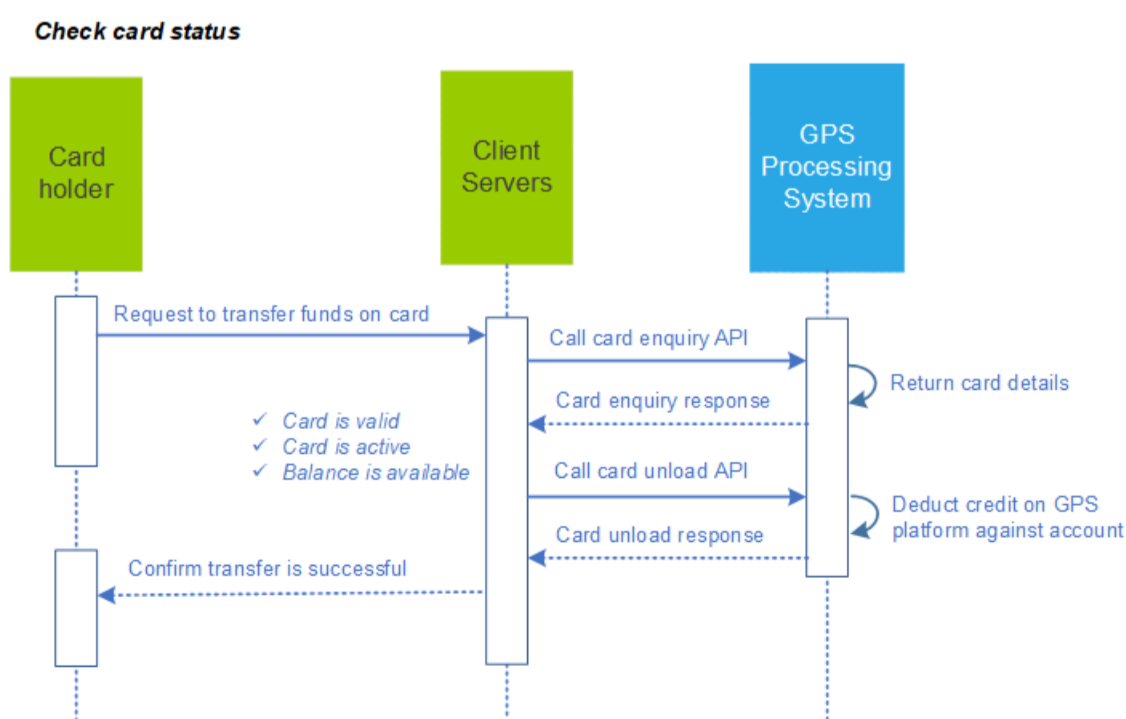 Check card status
Card
holder
Client
Servers
GPS
Processing
System
Request to transfer funds on card
Call card enquiry API
Return card details
Card enquiry response
✓ Card is valid
✓ Card is active
✓ Balance is available
Call card unload API
Deduct credit on GPS
platform against account
Card unload response
Confirm transfer is successful